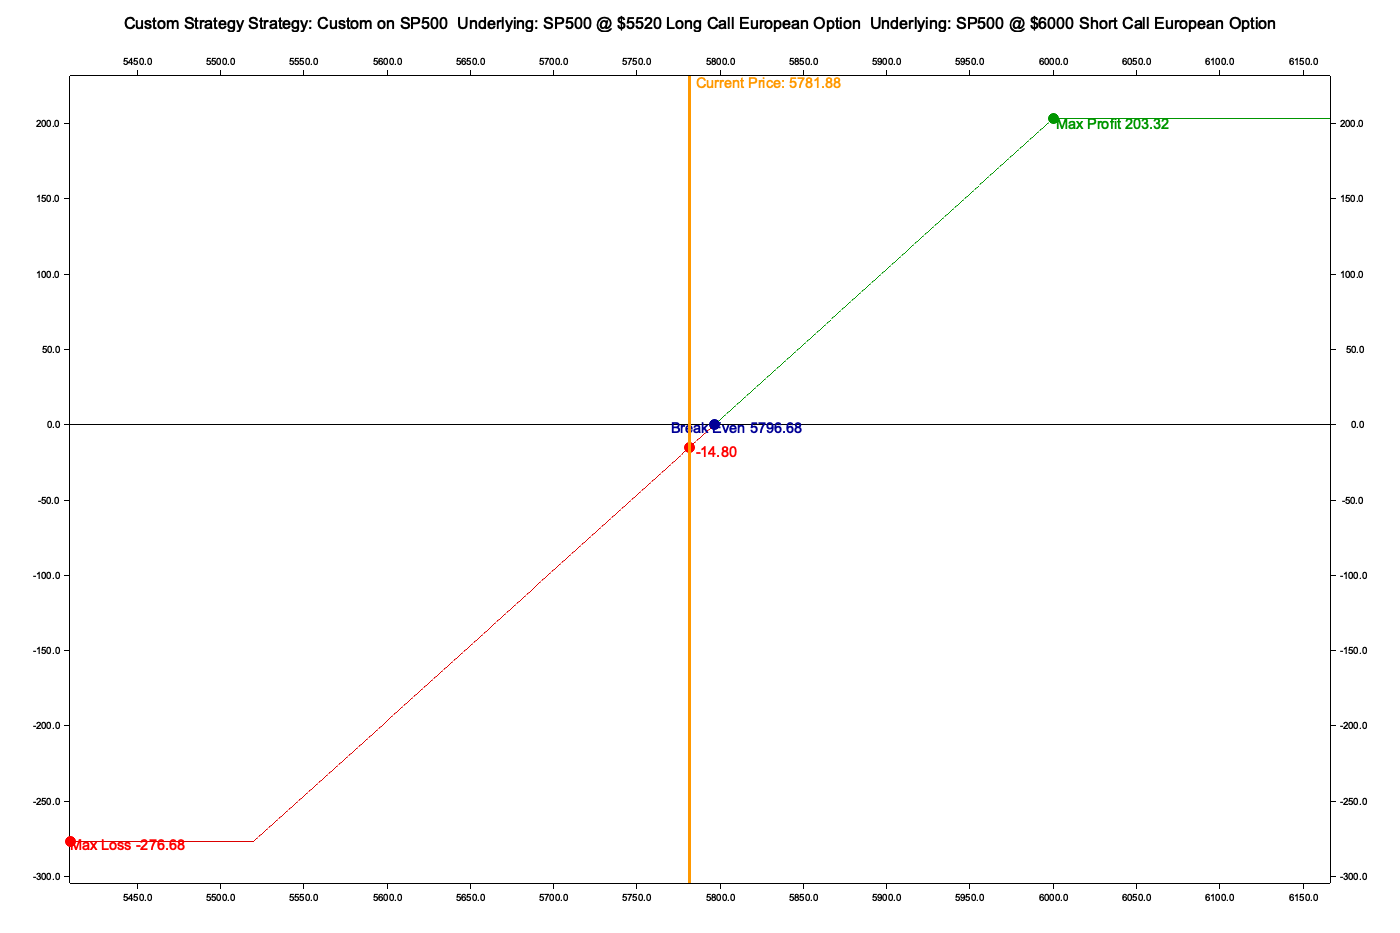 Custom Strategy Strategy: Custom on SP500  Underlying: SP500 @ $5520 Long Call European Option  Underlying: SP500 @ $6000 Short Call European Option
5450.0 5500.0 5550.0 5600.0 5650.0 5700.0 5750.0 5800.0 5850.0 5900.0 5950.0 6000.0 6050.0 6100.0 6150.0
Current Price: 5781.88
200.0 Max Profit 203.32 200.0
150.0 150.0
100.0 100.0
50.0 50.0
0.0 0.0
Break Even 5796.68
-14.80
-50.0 -50.0
-100.0 -100.0
-150.0 -150.0
-200.0 -200.0
-250.0 -250.0
Max Loss -276.68
-300.0 -300.0
5450.0 5500.0 5550.0 5600.0 5650.0 5700.0 5750.0 5800.0 5850.0 5900.0 5950.0 6000.0 6050.0 6100.0 6150.0